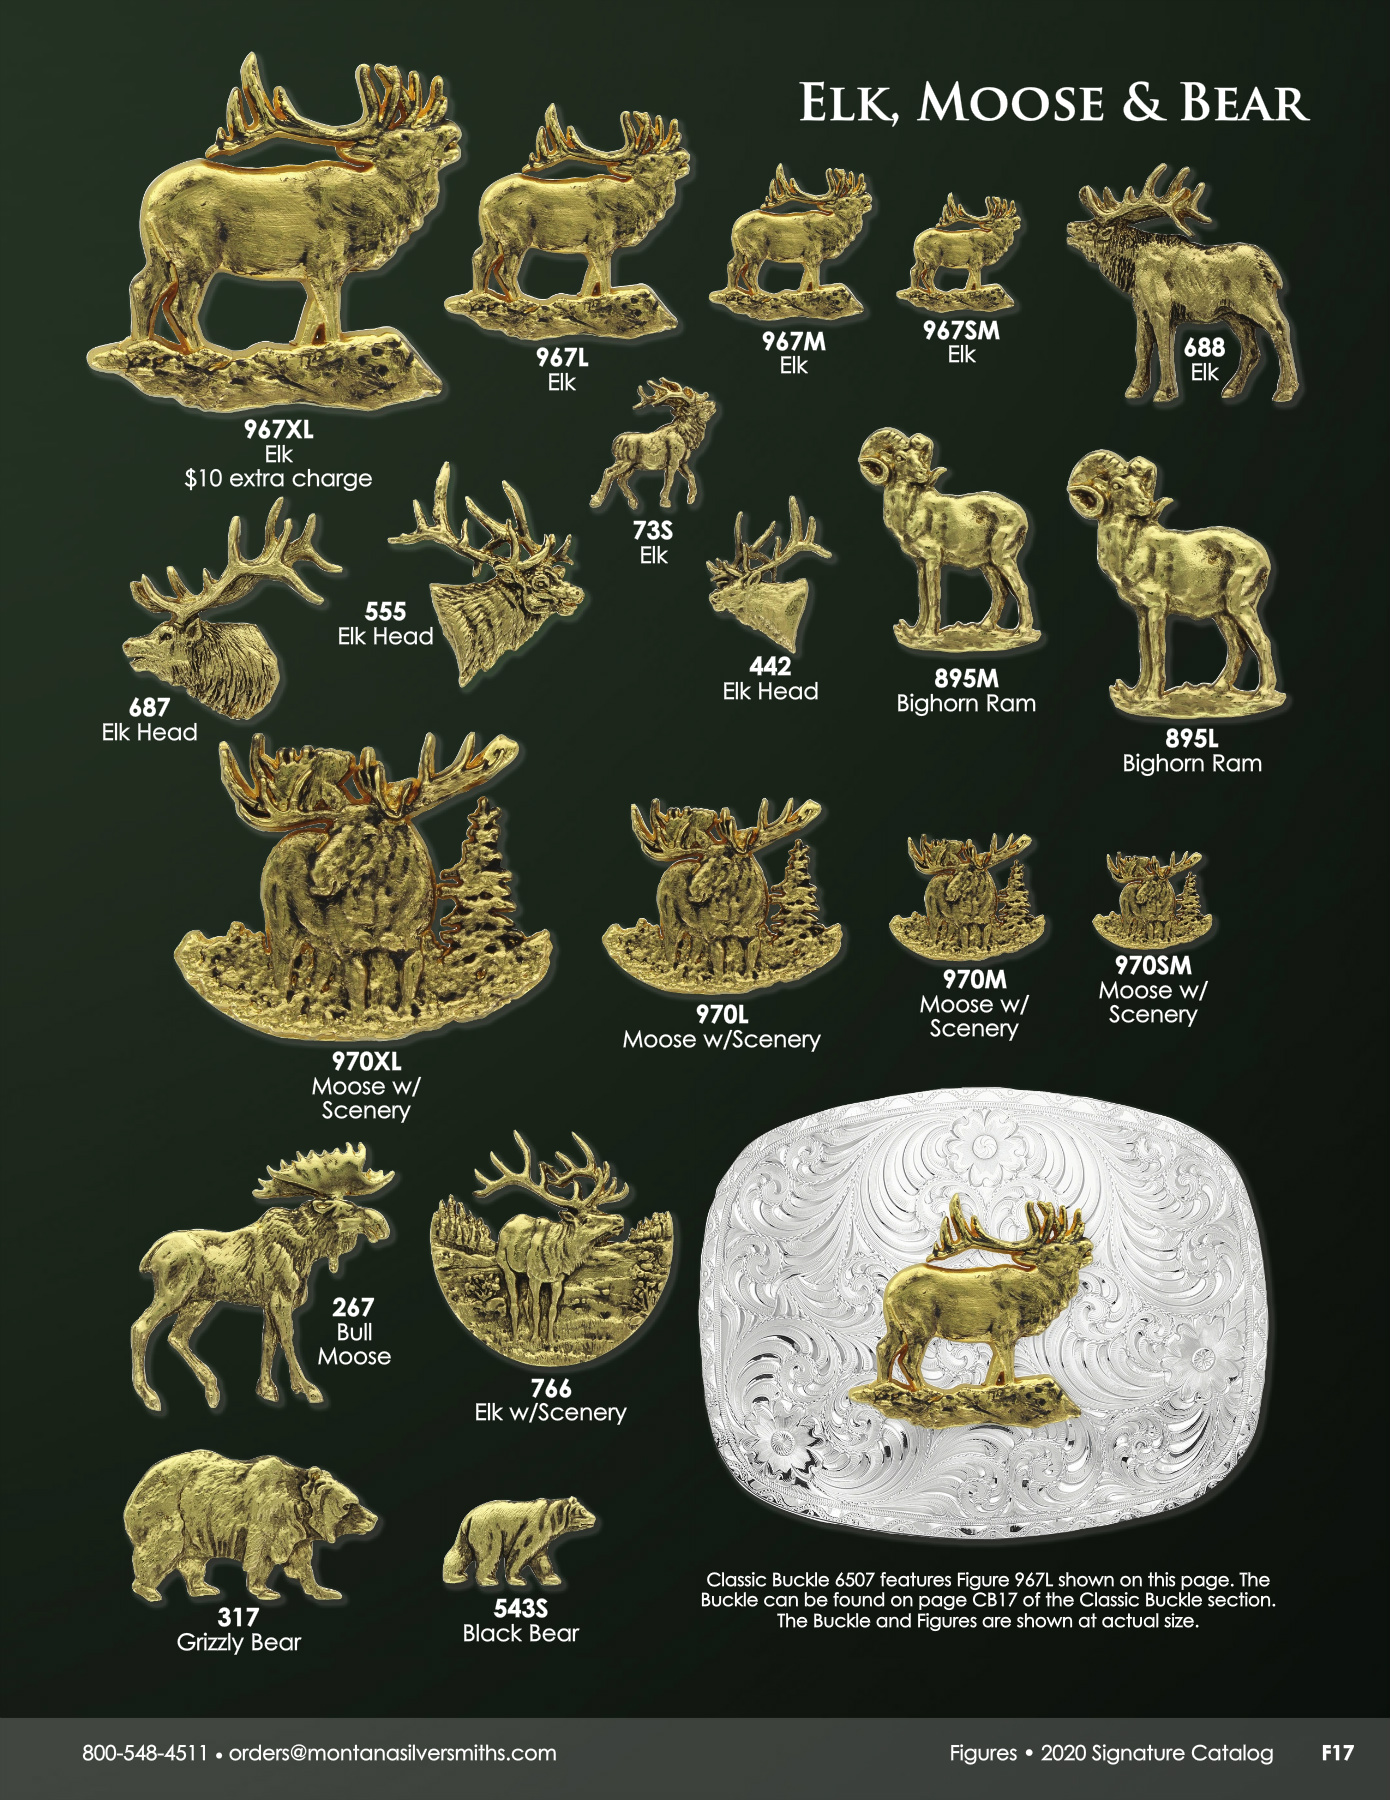 Elk, Moose & Bear
967XL
Elk
$10 extra charge
967L
Elk
967M
Elk
967SM
Elk
688
Elk
73S
Elk
555
Elk Head
687
Elk Head
442
Elk Head
895M
Bighorn Ram
895L
Bighorn Ram
970XL
Moose w/
Scenery
970L
Moose w/Scenery
970M
Moose w/
Scenery
970SM
Moose w/
Scenery
267
Bull
Moose
766
Elk w/Scenery
317
Grizzly Bear
543S
Black Bear
Classic Buckle 6507 features Figure 967L shown on this page. The
Buckle can be found on page CB17 of the Classic Buckle section.
The Buckle and Figures are shown at actual size.
800-548-4511 • orders@montanasilversmiths.com
Figures • 2020 Signature Catalog F17